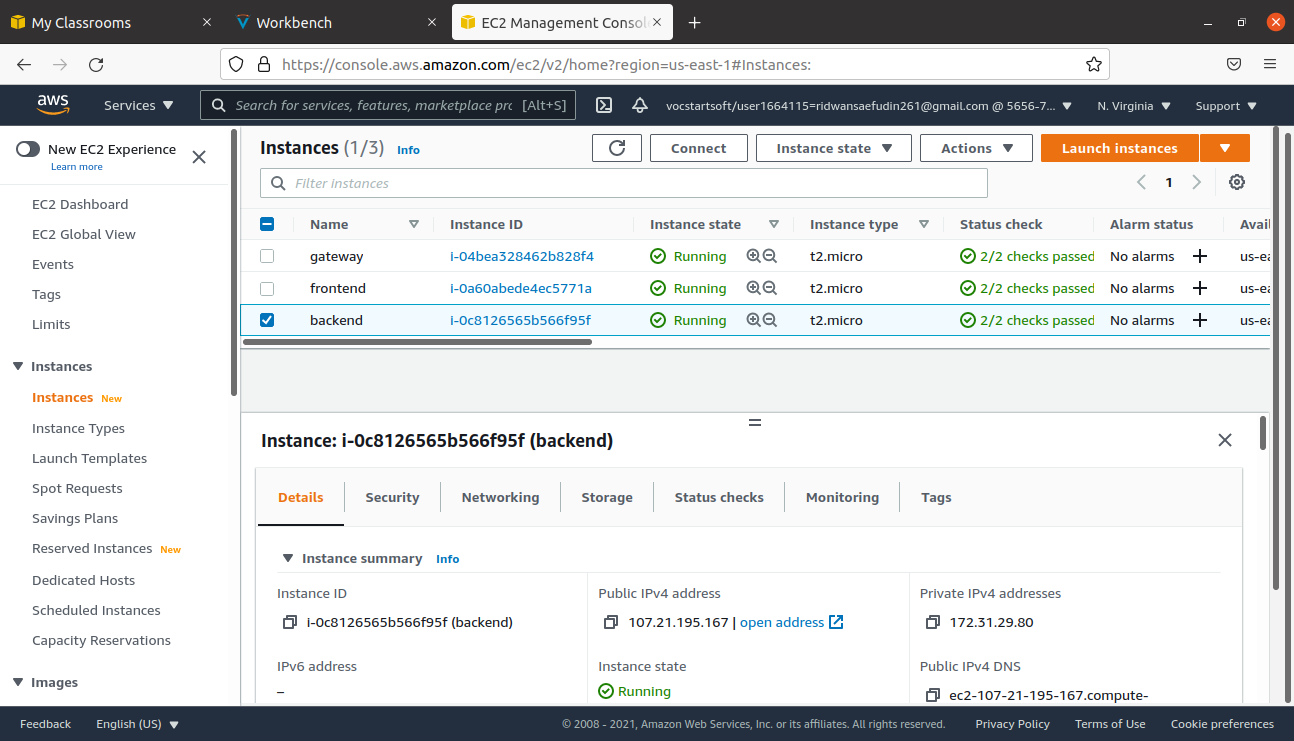 My Classrooms
Workbench
EC2 Management Consol
https://console.aws.amazon.com/ec2/v2/home?region=us-east-1#Instances:
aws
Services
Search for services, features, marketplace prc [Alt+S]
vocstartsoft/user1664115=ridwansaefudin261@gmail.com @ 5656-7...
N. Virginia
Support
New EC2 Experience
Learn more
EC2 Dashboard
EC2 Global View
Events
Tags
Limits
Instances
Instances New
Instance Types
Launch Templates
Spot Requests
Savings Plans
Reserved Instances New
Dedicated Hosts
Scheduled Instances
Capacity Reservations
Images
Instances (1/3) Info
Connect
Instance state
Actions
Launch instances
Filter instances
1
Name Instance ID Instance state Instance type Status check Alarm status Avail
gateway i-04bea328462b828f4 Running t2.micro 2/2 checks passed No alarms us-ea
frontend i-0a60abede4ec5771a Running t2.micro 2/2 checks passed No alarms us-ea
backend i-0c8126565b566f95f Running t2.micro 2/2 checks passed No alarms us-ea
Instance: i-0c8126565b566f95f (backend)
Details Security Networking Storage Status checks Monitoring Tags
Instance summary Info
Instance ID
i-0c8126565b566f95f (backend)
Public IPv4 address
107.21.195.167 | open address
Private IPv4 addresses
172.31.29.80
IPv6 address
–
Instance state
Running
Public IPv4 DNS
ec2-107-21-195-167.compute-
Feedback
English (US)
© 2008 - 2021, Amazon Web Services, Inc. or its affiliates. All rights reserved.
Privacy Policy
Terms of Use
Cookie preferences